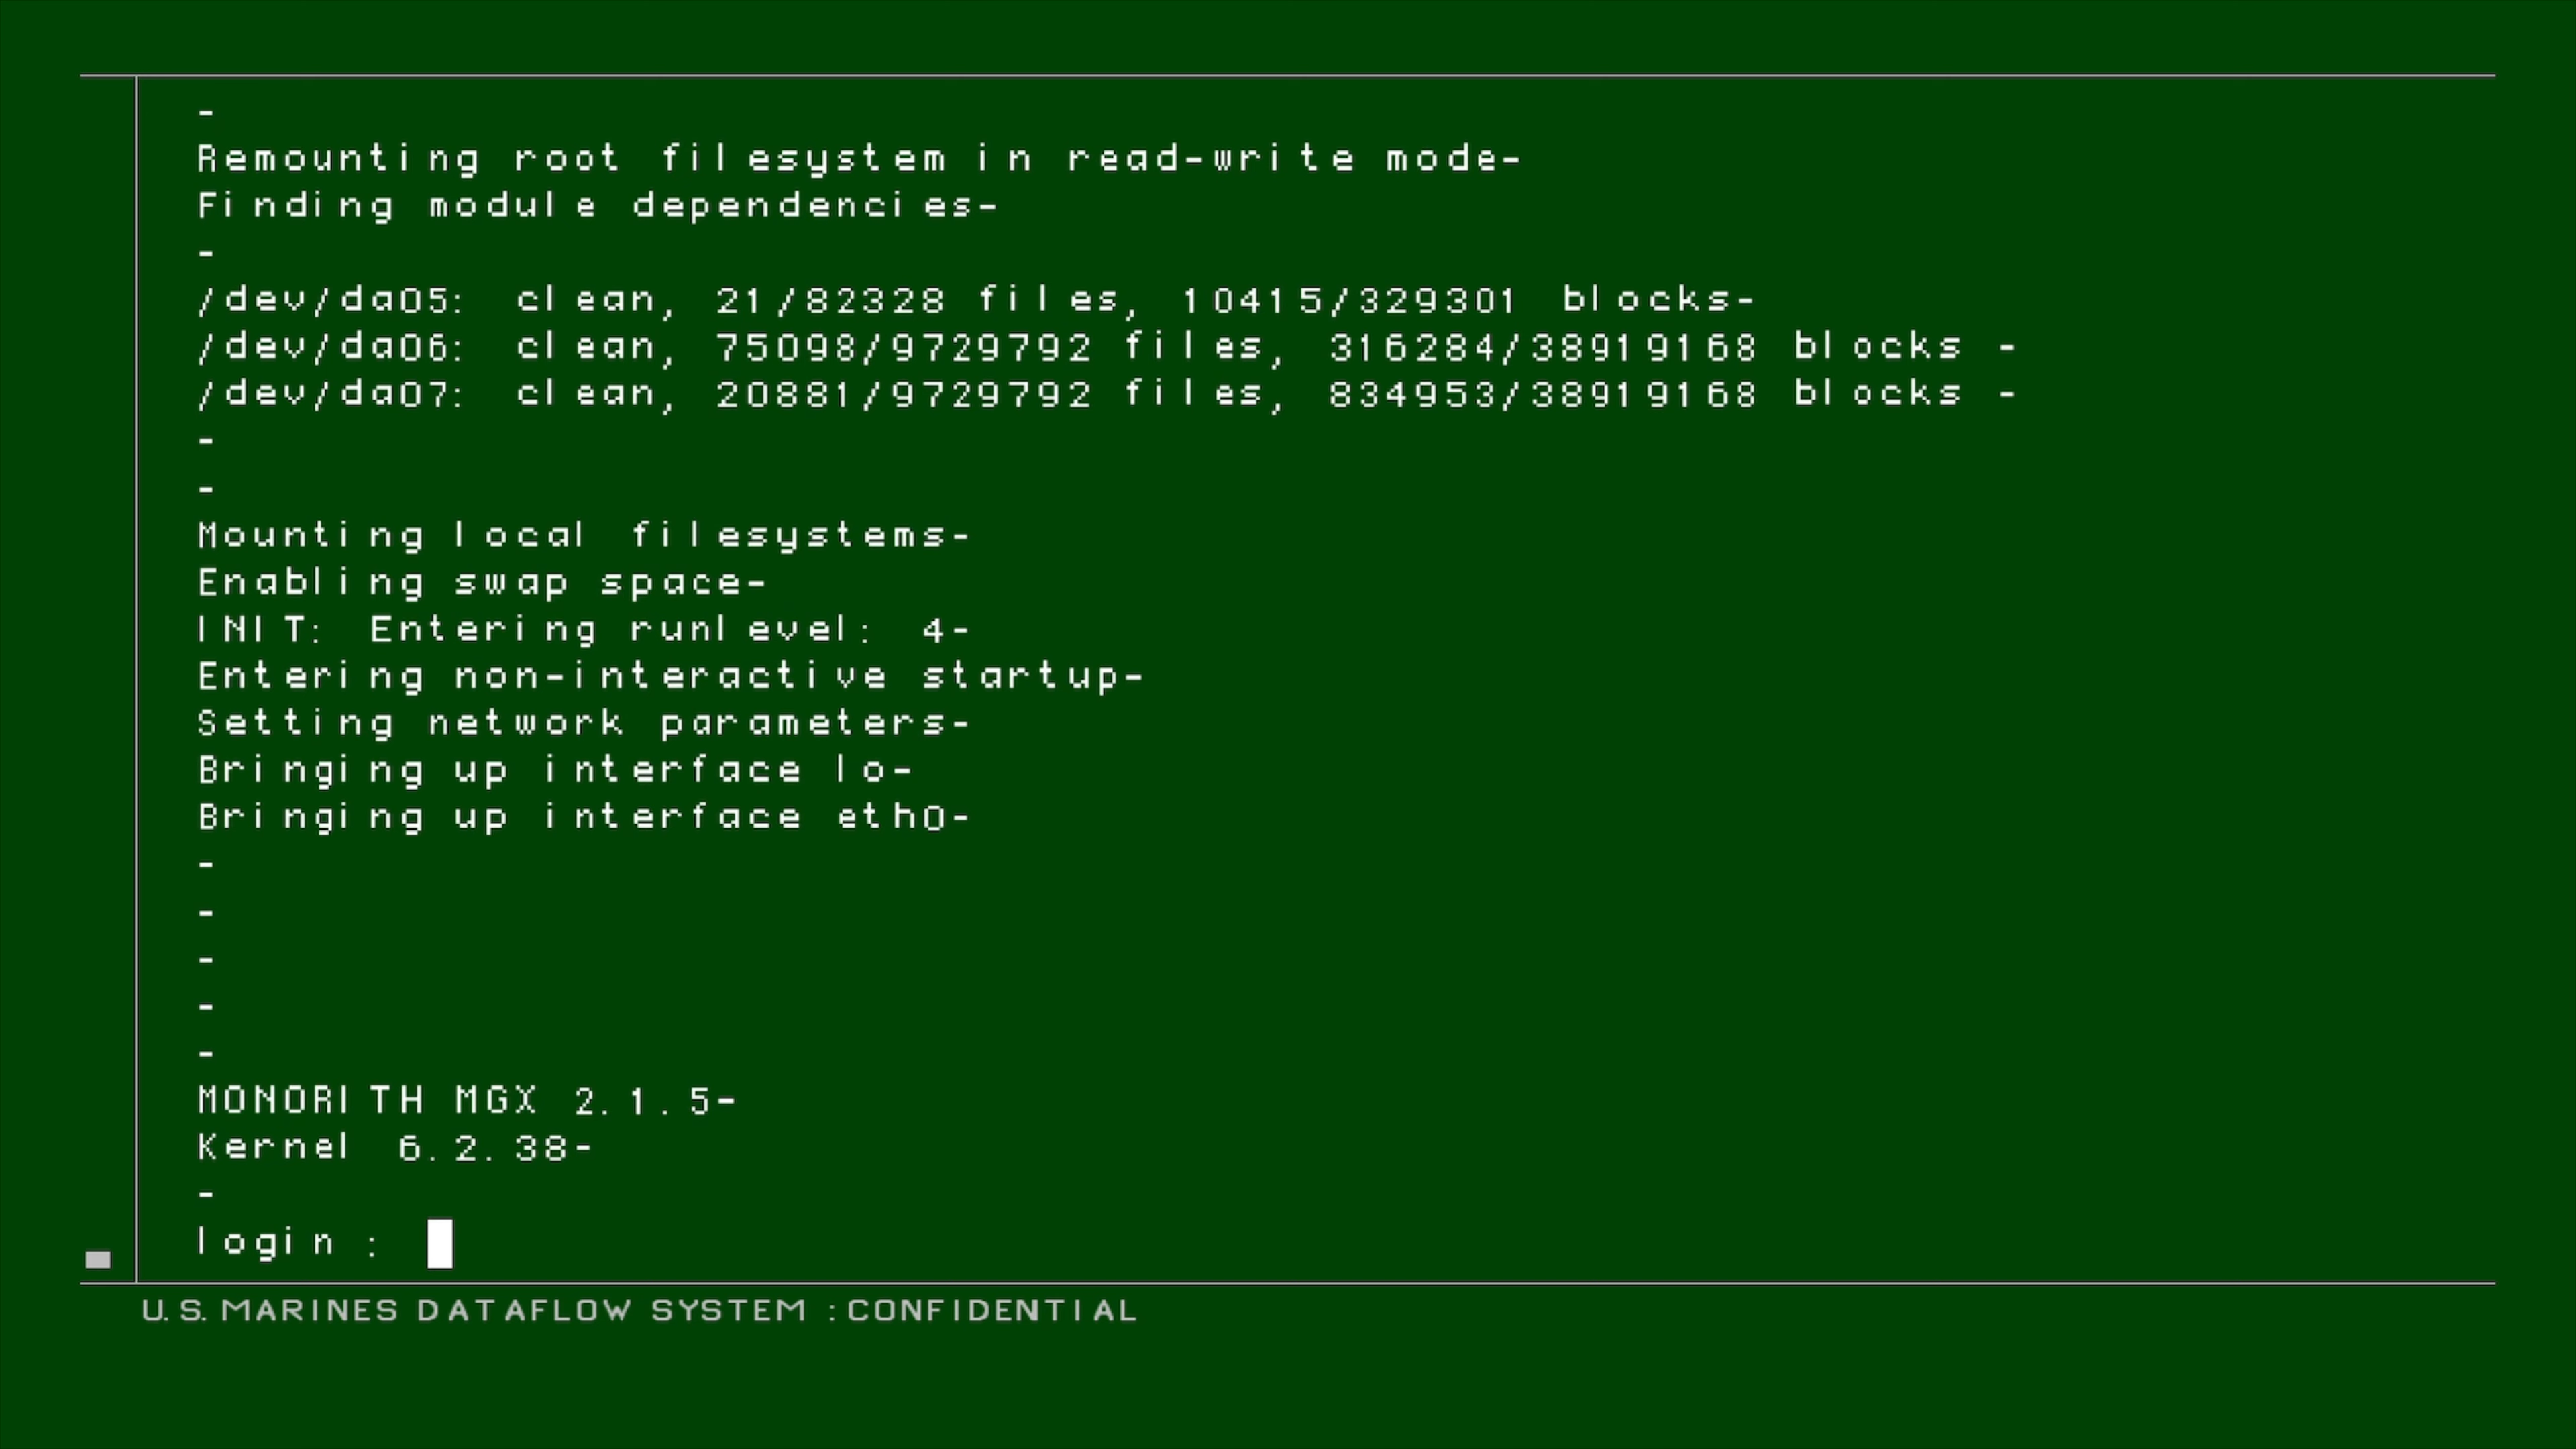 -
Remounting root filesystem in read-write mode-
Finding module dependencies-
-
/dev/da05: clean, 21/82328 files, 10415/329301 blocks-
/dev/da06: clean, 75098/9729792 files, 316284/38919168 blocks -
/dev/da07: clean, 20881/9729792 files, 834953/38919168 blocks -
-
-
Mounting local filesystems-
Enabling swap space-
INIT: Entering runlevel: 4-
Entering non-interactive startup-
Setting network parameters-
Bringing up interface lo-
Bringing up interface eth0-
-
-
-
-
-
MONORITH MGX 2.1.5-
Kernel 6.2.38-
-
login :
U.S. MARINES DATAFLOW SYSTEM :CONFIDENTIAL